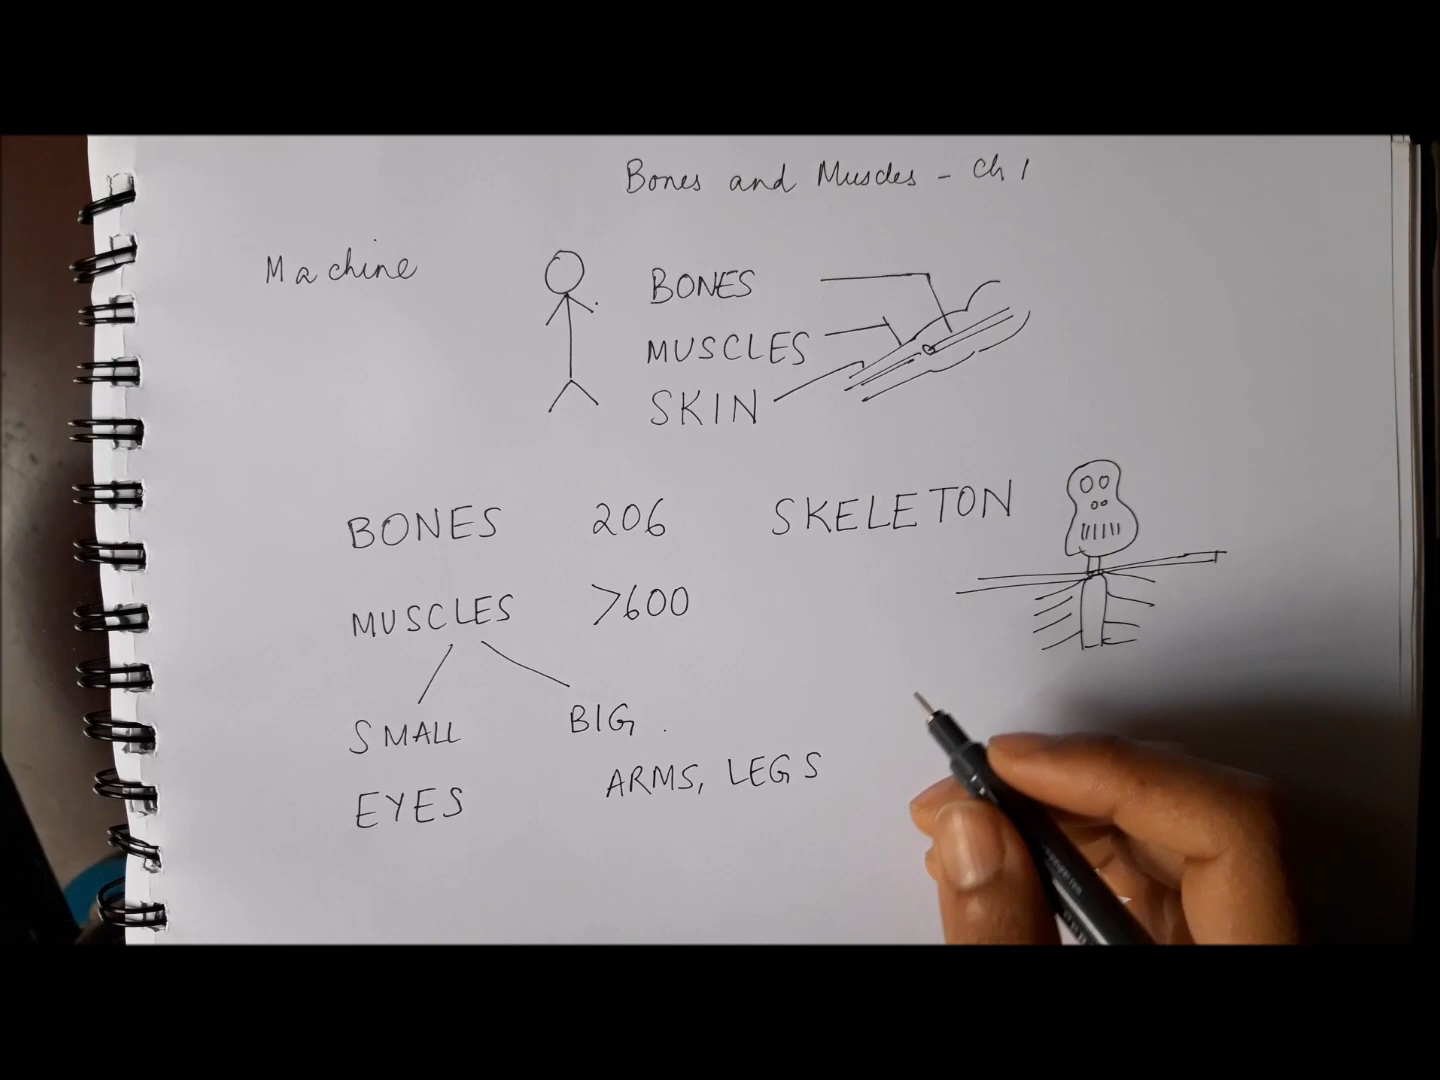 Bones and Muscles - Ch 1
Machine
BONES
MUSCLES
SKIN
BONES 206 SKELETON
MUSCLES >600
SMALL BIG.
EYES ARMS, LEGS